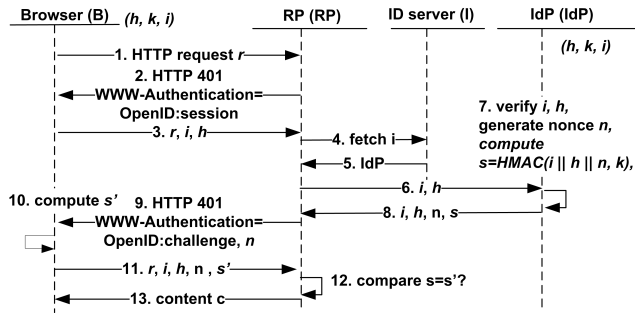 Browser (B)
(h, k, i)
RP (RP)
ID server (I)
IdP (IdP)
(h, k, i)
1. HTTP request r
2. HTTP 401
WWW-Authentication=
OpenID:session
3. r, i, h
4. fetch i
5. IdP
6. i, h
7. verify i, h,
generate nonce n,
compute
s=HMAC(i || h || n, k),
8. i, h, n, s
9. HTTP 401
WWW-Authentication=
OpenID:challenge, n
10. compute s’
11. r, i, h, n , s’
12. compare s=s’?
13. content c